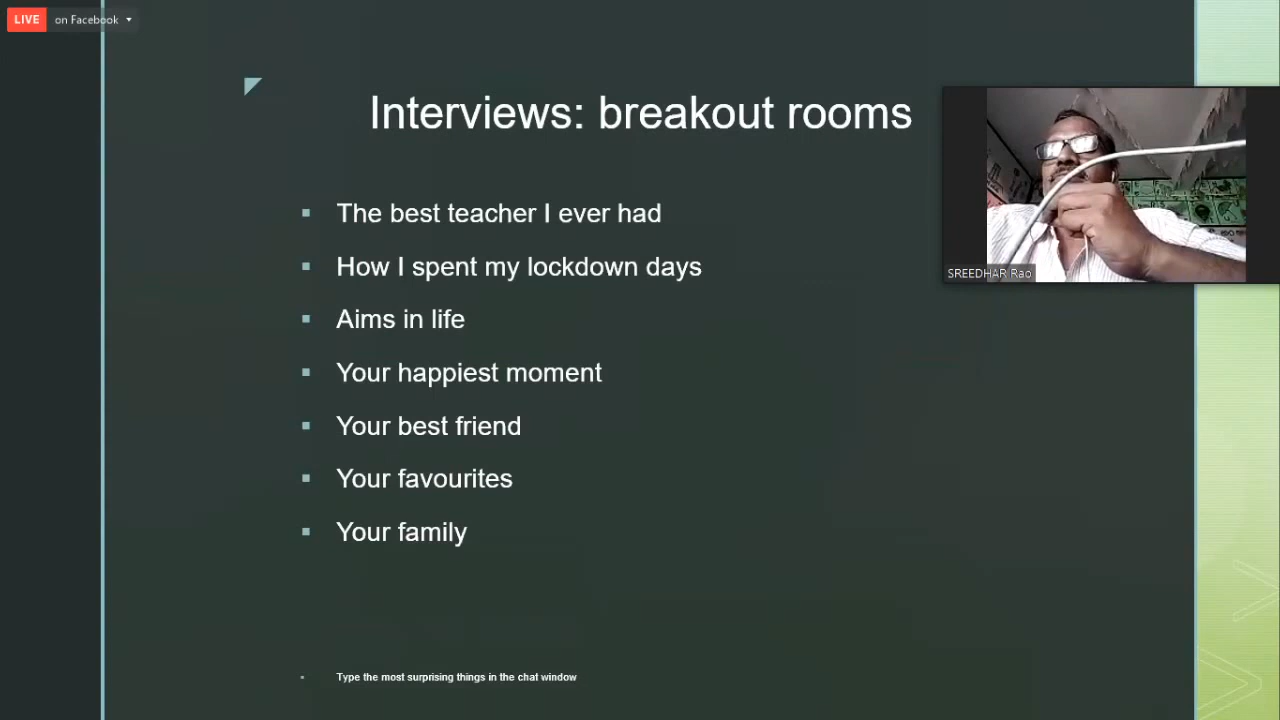 LIVE on Facebook
Interviews: breakout rooms
The best teacher I ever had
How I spent my lockdown days
Aims in life
Your happiest moment
Your best friend
Your favourites
Your family
SREEDHAR Rao
Type the most surprising things in the chat window